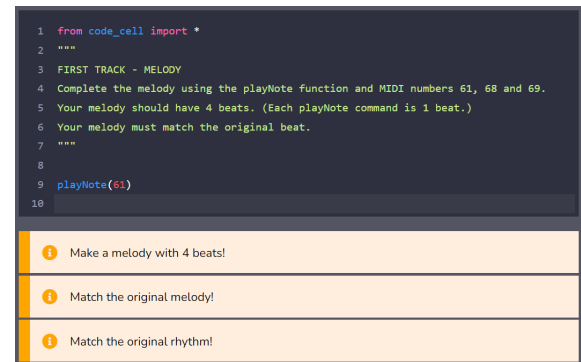 1 from code_cell import *
2 """
3 FIRST TRACK - MELODY
4 Complete the melody using the playNote function and MIDI numbers 61, 68 and 69.
5 Your melody should have 4 beats. (Each playNote command is 1 beat.)
6 Your melody must match the original beat.
7 """
8
9 playNote(61)
10
Make a melody with 4 beats!
Match the original melody!
Match the original rhythm!